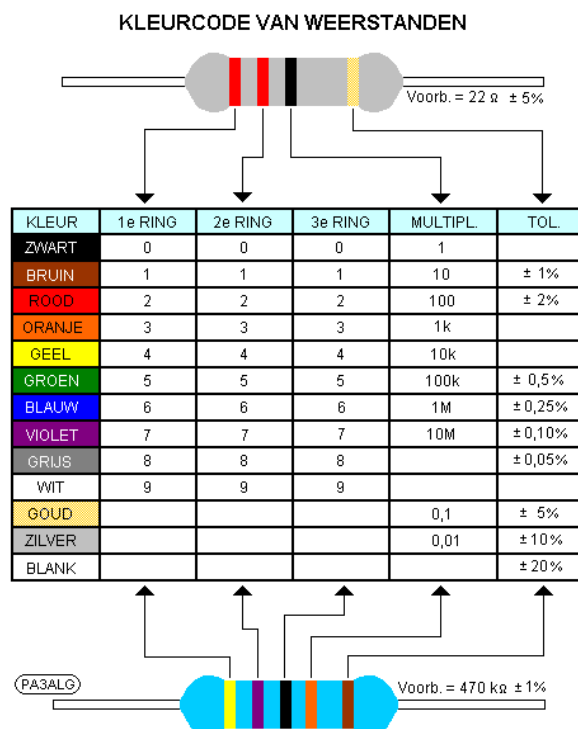 KLEURCODE VAN WEERSTANDEN
Voorb. = 22 Ω ± 5%
KLEUR 1e RING 2e RING 3e RING MULTIPL. TOL.
ZWART 0 0 0 1
BRUIN 1 1 1 10 ± 1%
ROOD 2 2 2 100 ± 2%
ORANJE 3 3 3 1k
GEEL 4 4 4 10k
GROEN 5 5 5 100k ± 0,5%
BLAUW 6 6 6 1M ± 0,25%
VIOLET 7 7 7 10M ± 0,10%
GRIJS 8 8 8 ± 0,05%
WIT 9 9 9
GOUD 0,1 ± 5%
ZILVER 0,01 ± 10%
BLANK ± 20%
PA3ALG
Voorb. = 470 kΩ ± 1%